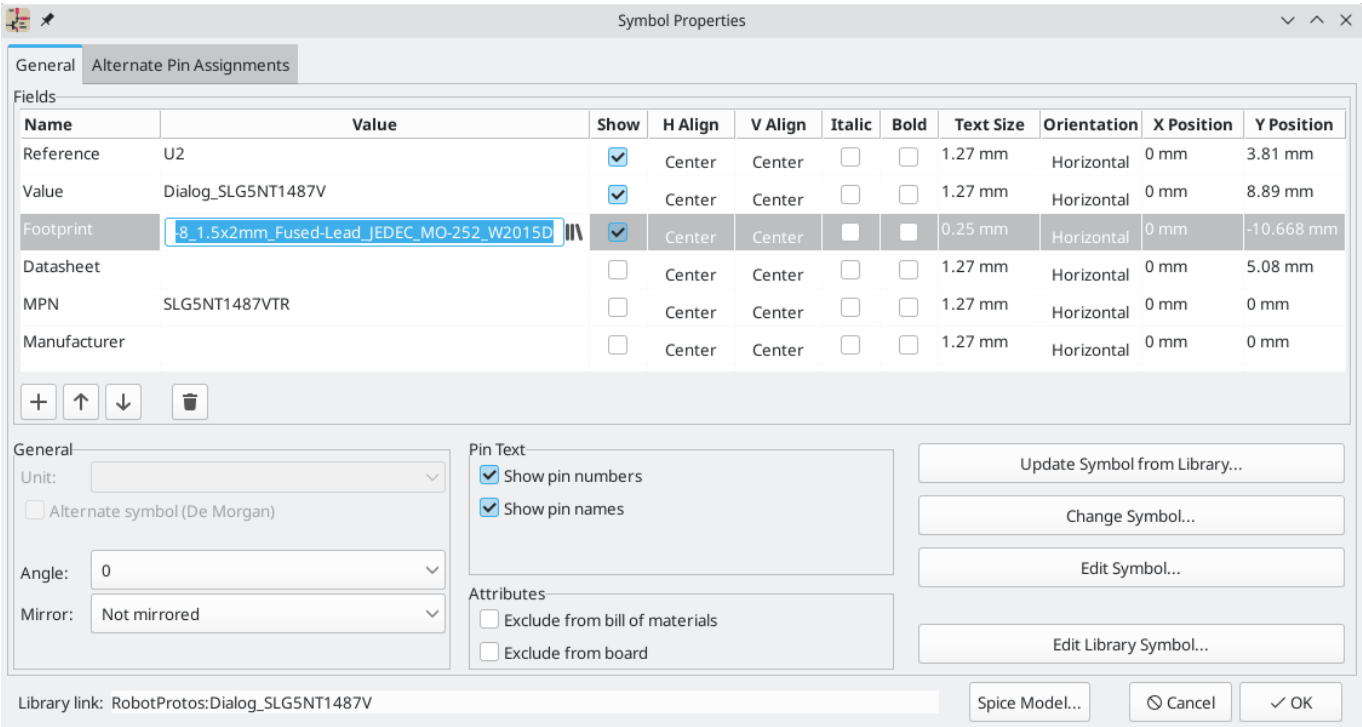 Symbol Properties
General Alternate Pin Assignments
Fields
Name Value Show H Align V Align Italic Bold Text Size Orientation X Position Y Position
Reference U2 Center Center 1.27 mm Horizontal 0 mm 3.81 mm
Value Dialog_SLG5NT1487V Center Center 1.27 mm Horizontal 0 mm 8.89 mm
Footprint -8_1.5x2mm_Fused-Lead_JEDEC_MO-252_W2015D Center Center 0.25 mm Horizontal 0 mm -10.668 mm
Datasheet Center Center 1.27 mm Horizontal 0 mm 5.08 mm
MPN SLG5NT1487VTR Center Center 1.27 mm Horizontal 0 mm 0 mm
Manufacturer Center Center 1.27 mm Horizontal 0 mm 0 mm
General
Unit:
Alternate symbol (De Morgan)
Angle: 0
Mirror: Not mirrored
Pin Text
Show pin numbers
Show pin names
Attributes
Exclude from bill of materials
Exclude from board
Update Symbol from Library...
Change Symbol...
Edit Symbol...
Edit Library Symbol...
Library link: RobotProtos:Dialog_SLG5NT1487V Spice Model... Cancel OK